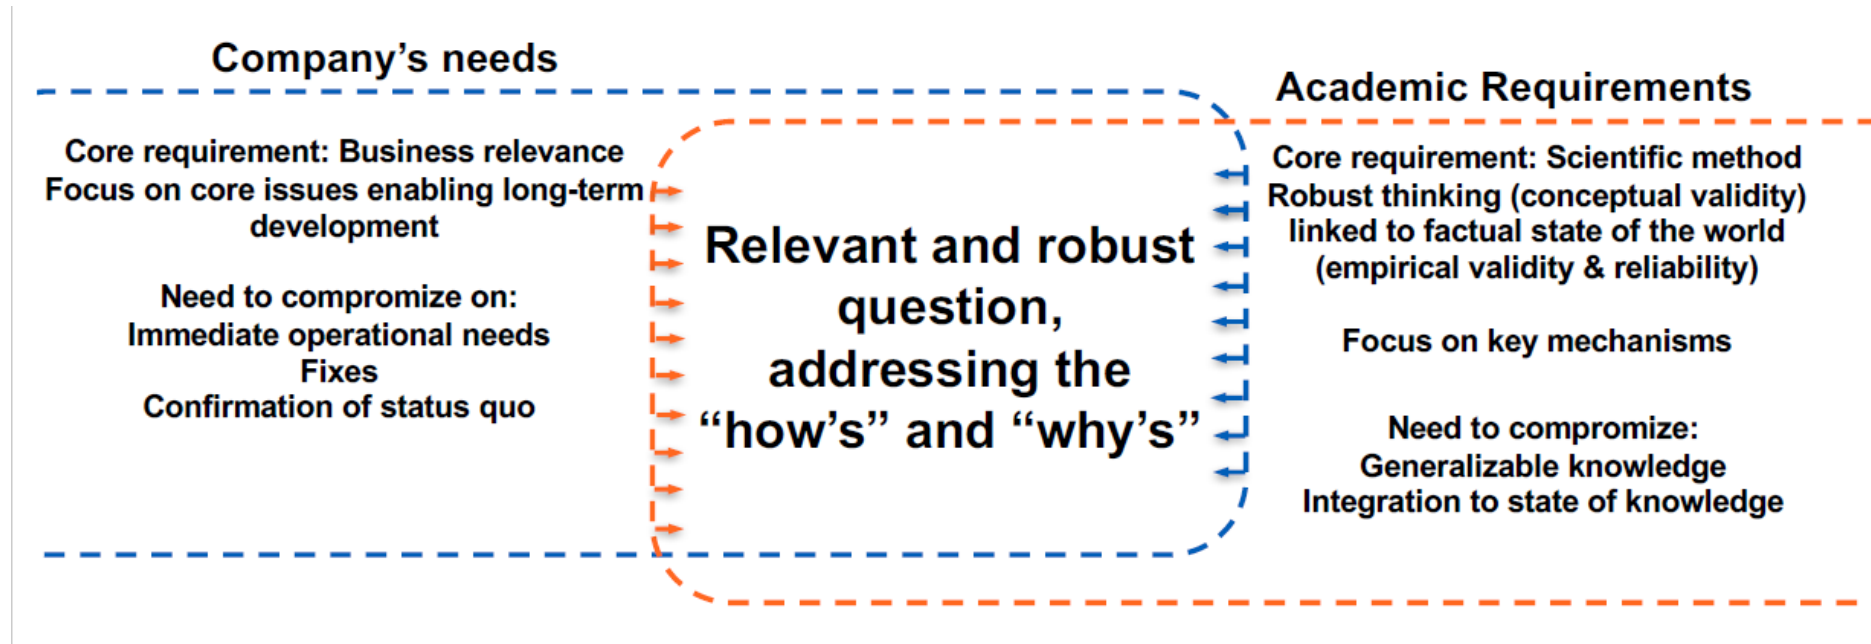 Company’s needs
Core requirement: Business relevance
Focus on core issues enabling long-term
development
Need to compromize on:
Immediate operational needs
Fixes
Confirmation of status quo
Relevant and robust
question,
addressing the
“how’s” and “why’s”
Academic Requirements
Core requirement: Scientific method
Robust thinking (conceptual validity)
linked to factual state of the world
(empirical validity & reliability)
Focus on key mechanisms
Need to compromize:
Generalizable knowledge
Integration to state of knowledge